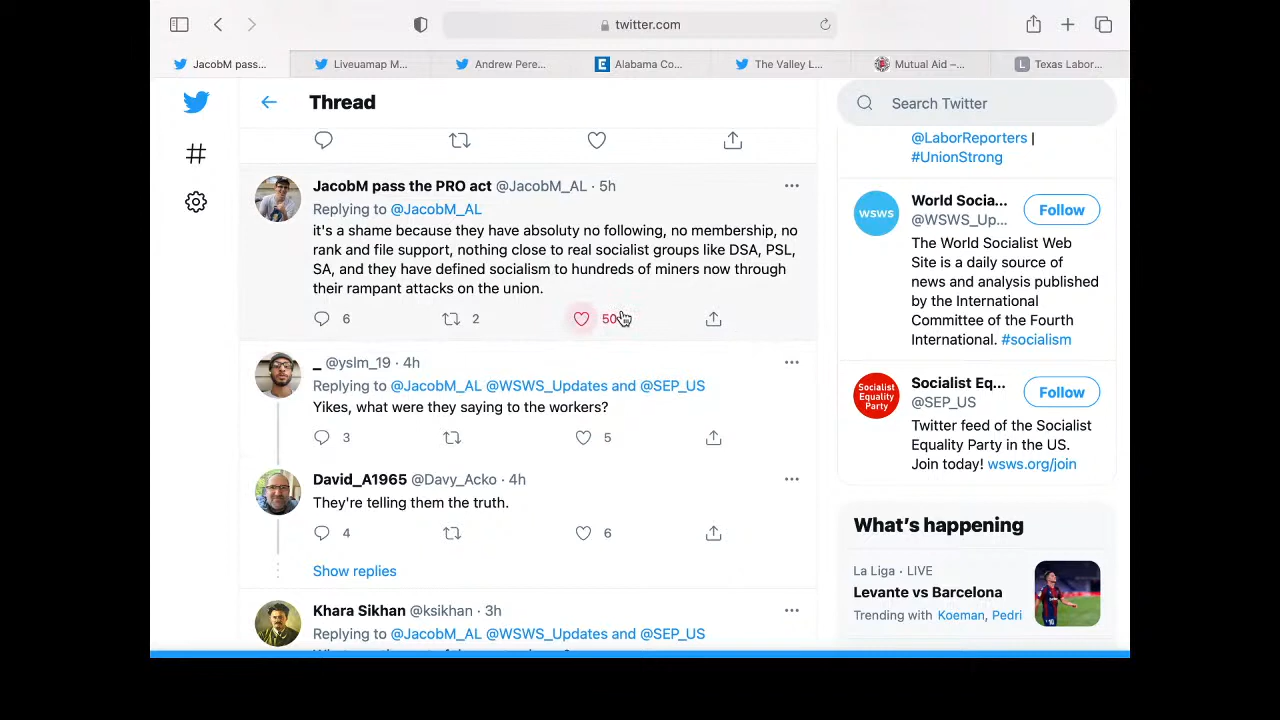 twitter.com
JacobM pass...
Liveuamap M...
Andrew Pere...
E
Alabama Co...
The Valley L...
Mutual Aid –...
L
Texas Labor...
Thread
Search Twitter
@LaborReporters |
#UnionStrong
JacobM pass the PRO act @JacobM_AL · 5h
Replying to @JacobM_AL
it's a shame because they have absoluty no following, no membership, no
rank and file support, nothing close to real socialist groups like DSA, PSL,
SA, and they have defined socialism to hundreds of miners now through
their rampant attacks on the union.
6
2
50
wsws
World Socia...
@WSWS_Up...
Follow
The World Socialist Web
Site is a daily source of
news and analysis published
by the International
Committee of the Fourth
International. #socialism
_ @yslm_19 · 4h
Replying to @JacobM_AL @WSWS_Updates and @SEP_US
Yikes, what were they saying to the workers?
3
5
Socialist
Equality
Party
Socialist Eq...
@SEP_US
Follow
Twitter feed of the Socialist
Equality Party in the US.
Join today! wsws.org/join
David_A1965 @Davy_Acko · 4h
They're telling them the truth.
4
6
Show replies
What's happening
La Liga · LIVE
Levante vs Barcelona
Trending with Koeman, Pedri
Khara Sikhan @ksikhan · 3h
Replying to @JacobM_AL @WSWS_Updates and @SEP_US